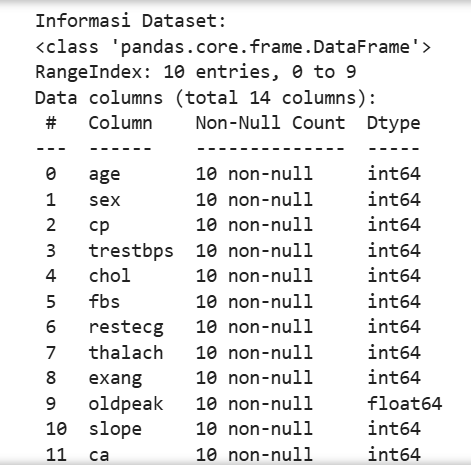 Informasi Dataset:
<class 'pandas.core.frame.DataFrame'>
RangeIndex: 10 entries, 0 to 9
Data columns (total 14 columns):
 #   Column    Non-Null Count  Dtype
---  ------    --------------  -----
 0   age       10 non-null     int64
 1   sex       10 non-null     int64
 2   cp        10 non-null     int64
 3   trestbps  10 non-null     int64
 4   chol      10 non-null     int64
 5   fbs       10 non-null     int64
 6   restecg   10 non-null     int64
 7   thalach   10 non-null     int64
 8   exang     10 non-null     int64
 9   oldpeak   10 non-null     float64
 10  slope     10 non-null     int64
 11  ca        10 non-null     int64